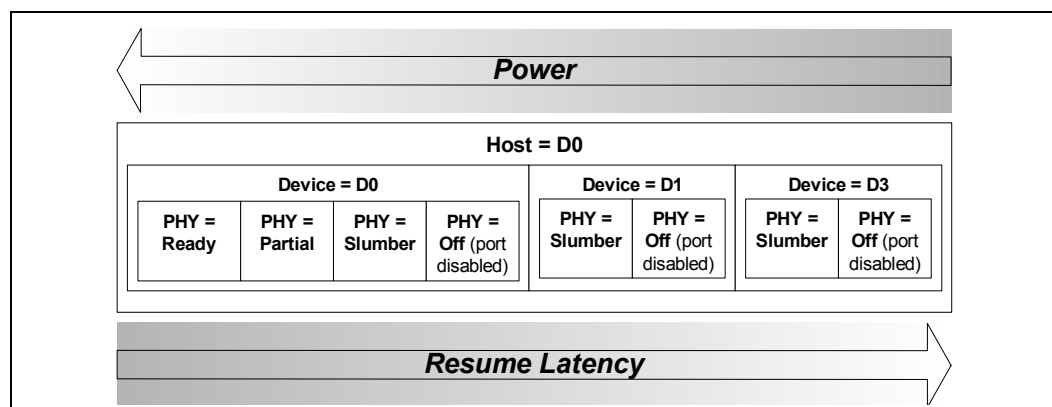 Power
Host = D0
Device = D0
Device = D1
Device = D3
PHY =
Ready
PHY =
Partial
PHY =
Slumber
PHY =
Off (port
disabled)
PHY =
Slumber
PHY =
Off (port
disabled)
PHY =
Slumber
PHY =
Off (port
disabled)
Resume Latency